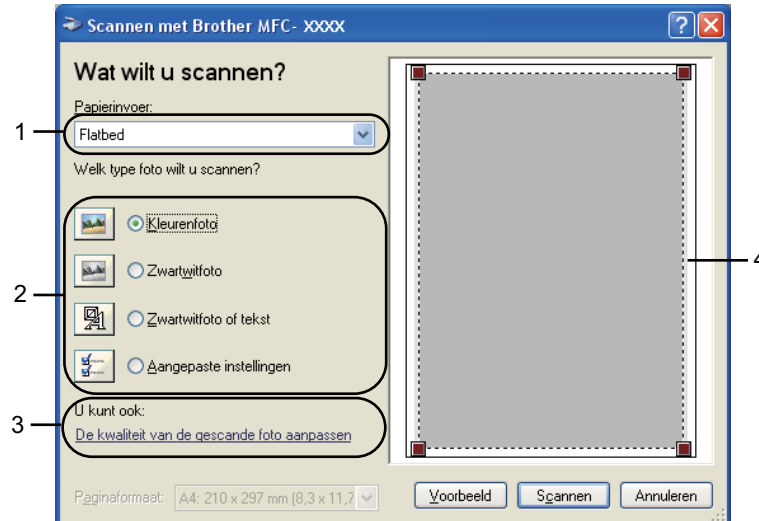 Scannen met Brother MFC- XXXX
Wat wilt u scannen?
Papierinvoer:
1
Flatbed
Welk type foto wilt u scannen?
2
Kleurenfoto
Zwartwitfoto
Zwartwitfoto of tekst
Aangepaste instellingen
3
U kunt ook:
De kwaliteit van de gescande foto aanpassen
4
Paginaformaat: A4: 210 x 297 mm (8,3 x 11,7
Voorbeeld Scannen Annuleren